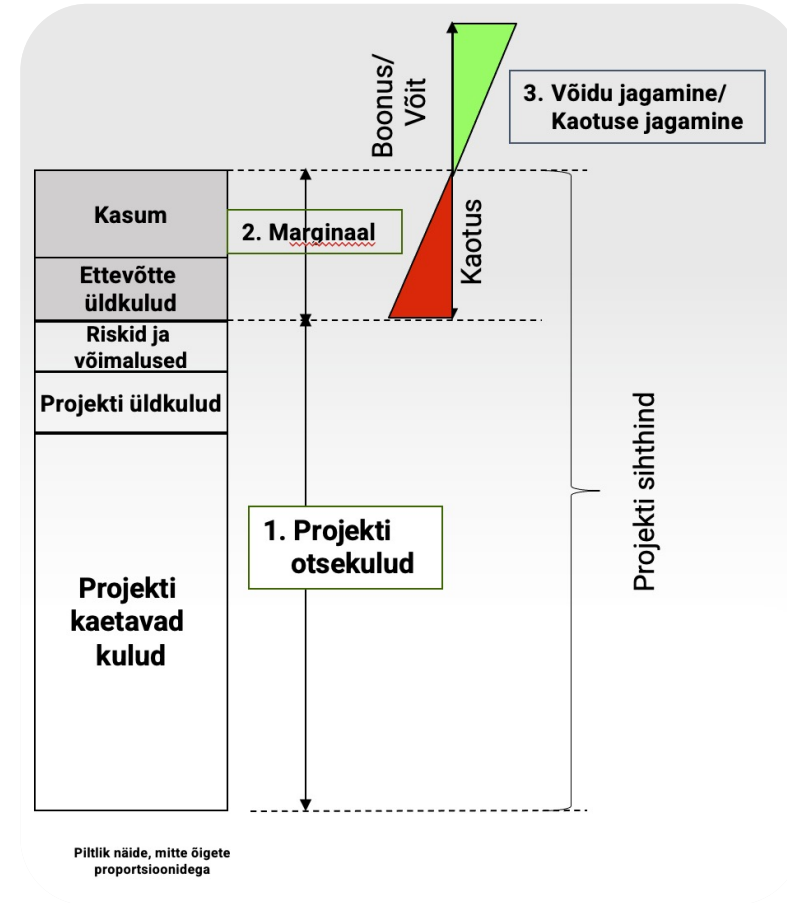 Boonus/
Võit
3. Võidu jagamine/
Kaotuse jagamine
Kasum
2. Marginaal
Kaotus
Ettevõtte
üldkulud
Riskid ja
võimalused
Projekti üldkulud
Projekti sihthind
1. Projekti
otsekulud
Projekti
kaetavad
kulud
Piltlik näide, mitte õigete
proportsioonidega